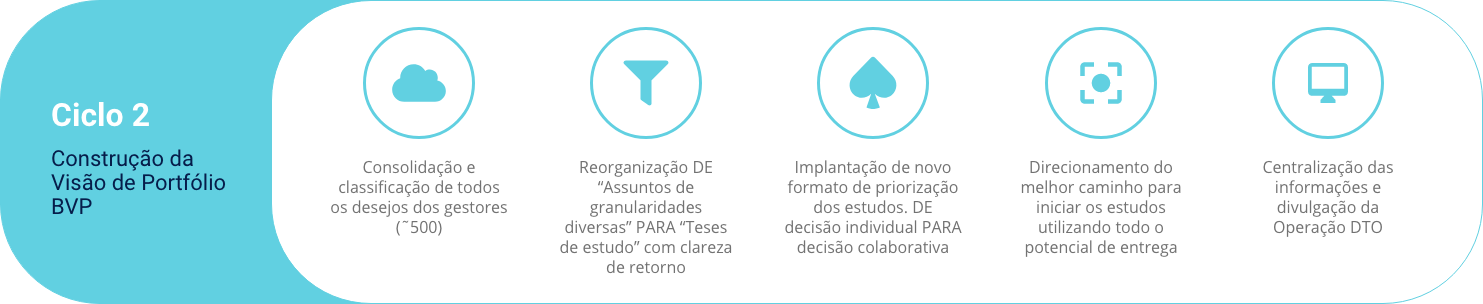 Ciclo 2
Construção da
Visão de Portfólio
BVP
Consolidação e
classificação de todos
os desejos dos gestores
(˜500)
Reorganização DE
“Assuntos de
granularidades
diversas” PARA “Teses
de estudo” com clareza
de retorno
Implantação de novo
formato de priorização
dos estudos. DE
decisão individual PARA
decisão colaborativa
Direcionamento do
melhor caminho para
iniciar os estudos
utilizando todo o
potencial de entrega
Centralização das
informações e
divulgação da
Operação DTO